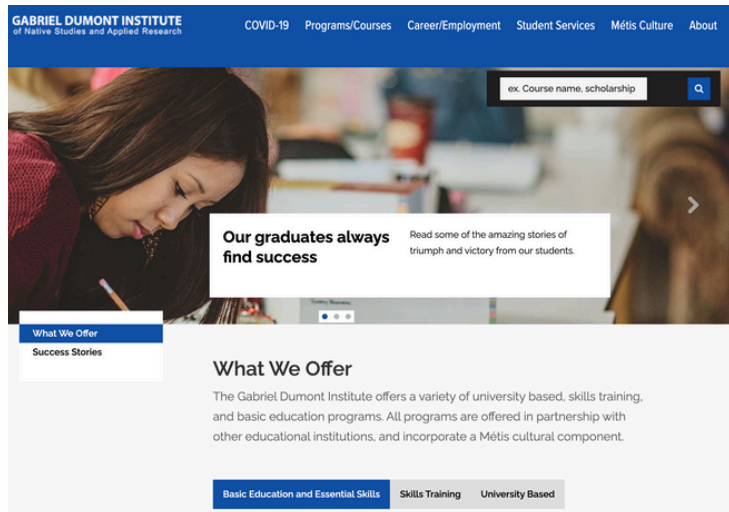 GABRIEL DUMONT INSTITUTE
of Native Studies and Applied Research
COVID-19 Programs/Courses Career/Employment Student Services Métis Culture About
ex. Course name, scholarship
Our graduates always
find success
Read some of the amazing stories of
triumph and victory from our students.
What We Offer
Success Stories
What We Offer
The Gabriel Dumont Institute offers a variety of university based, skills training,
and basic education programs. All programs are offered in partnership with
other educational institutions, and incorporate a Métis cultural component.
Basic Education and Essential Skills Skills Training University Based